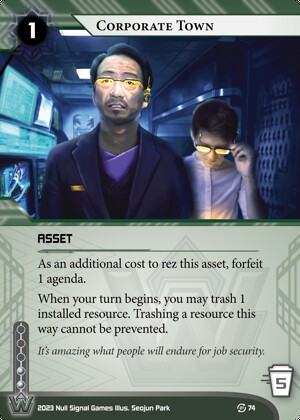 1
CORPORATE TOWN
ASSET
As an additional cost to rez this asset, forfeit
1 agenda.
When your turn begins, you may trash 1
installed resource. Trashing a resource this
way cannot be prevented.
It's amazing what people will endure for job security.
5
2023 Null Signal Games Illus. Seojun Park
74